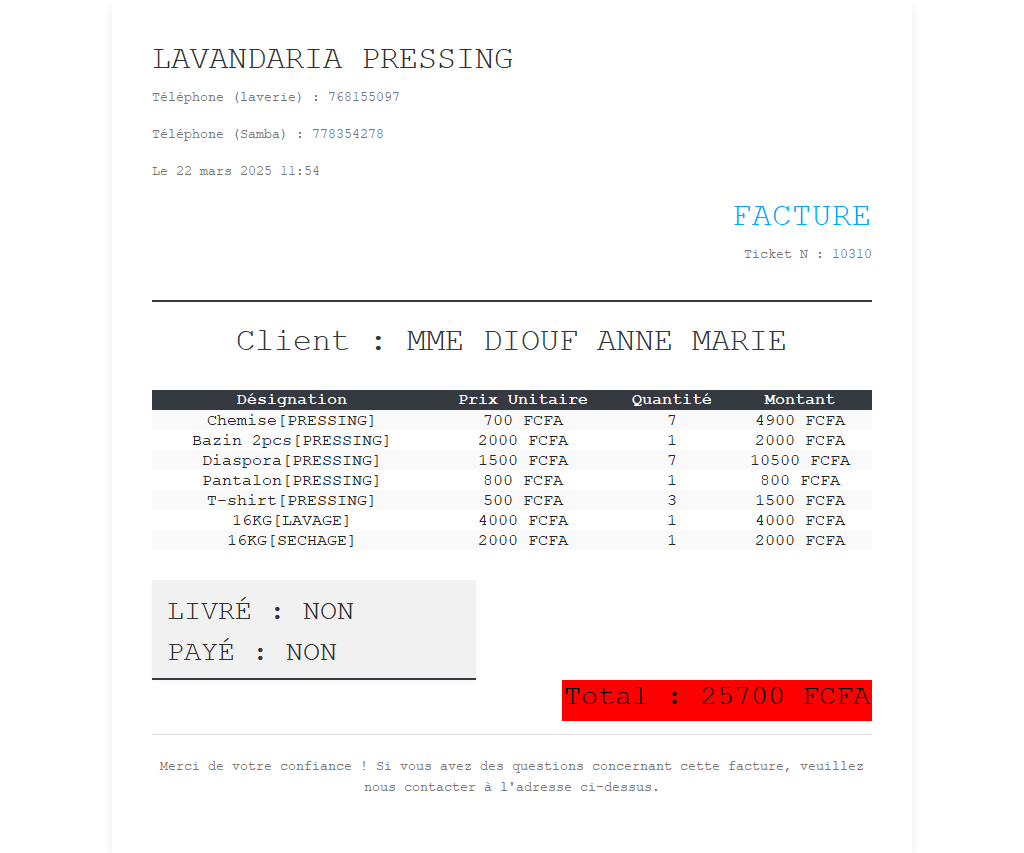 LAVANDARIA PRESSING
Téléphone (laverie) : 768155097
Téléphone (Samba) : 778354278
Le 22 mars 2025 11:54
FACTURE
Ticket N : 10310
Client : MME DIOUF ANNE MARIE
Désignation Prix Unitaire Quantité Montant
Chemise[PRESSING] 700 FCFA 7 4900 FCFA
Bazin 2pcs[PRESSING] 2000 FCFA 1 2000 FCFA
Diaspora[PRESSING] 1500 FCFA 7 10500 FCFA
Pantalon[PRESSING] 800 FCFA 1 800 FCFA
T-shirt[PRESSING] 500 FCFA 3 1500 FCFA
16KG[LAVAGE] 4000 FCFA 1 4000 FCFA
16KG[SECHAGE] 2000 FCFA 1 2000 FCFA
LIVRÉ : NON
PAYÉ : NON
Total : 25700 FCFA
Merci de votre confiance ! Si vous avez des questions concernant cette facture, veuillez
nous contacter à l'adresse ci-dessus.